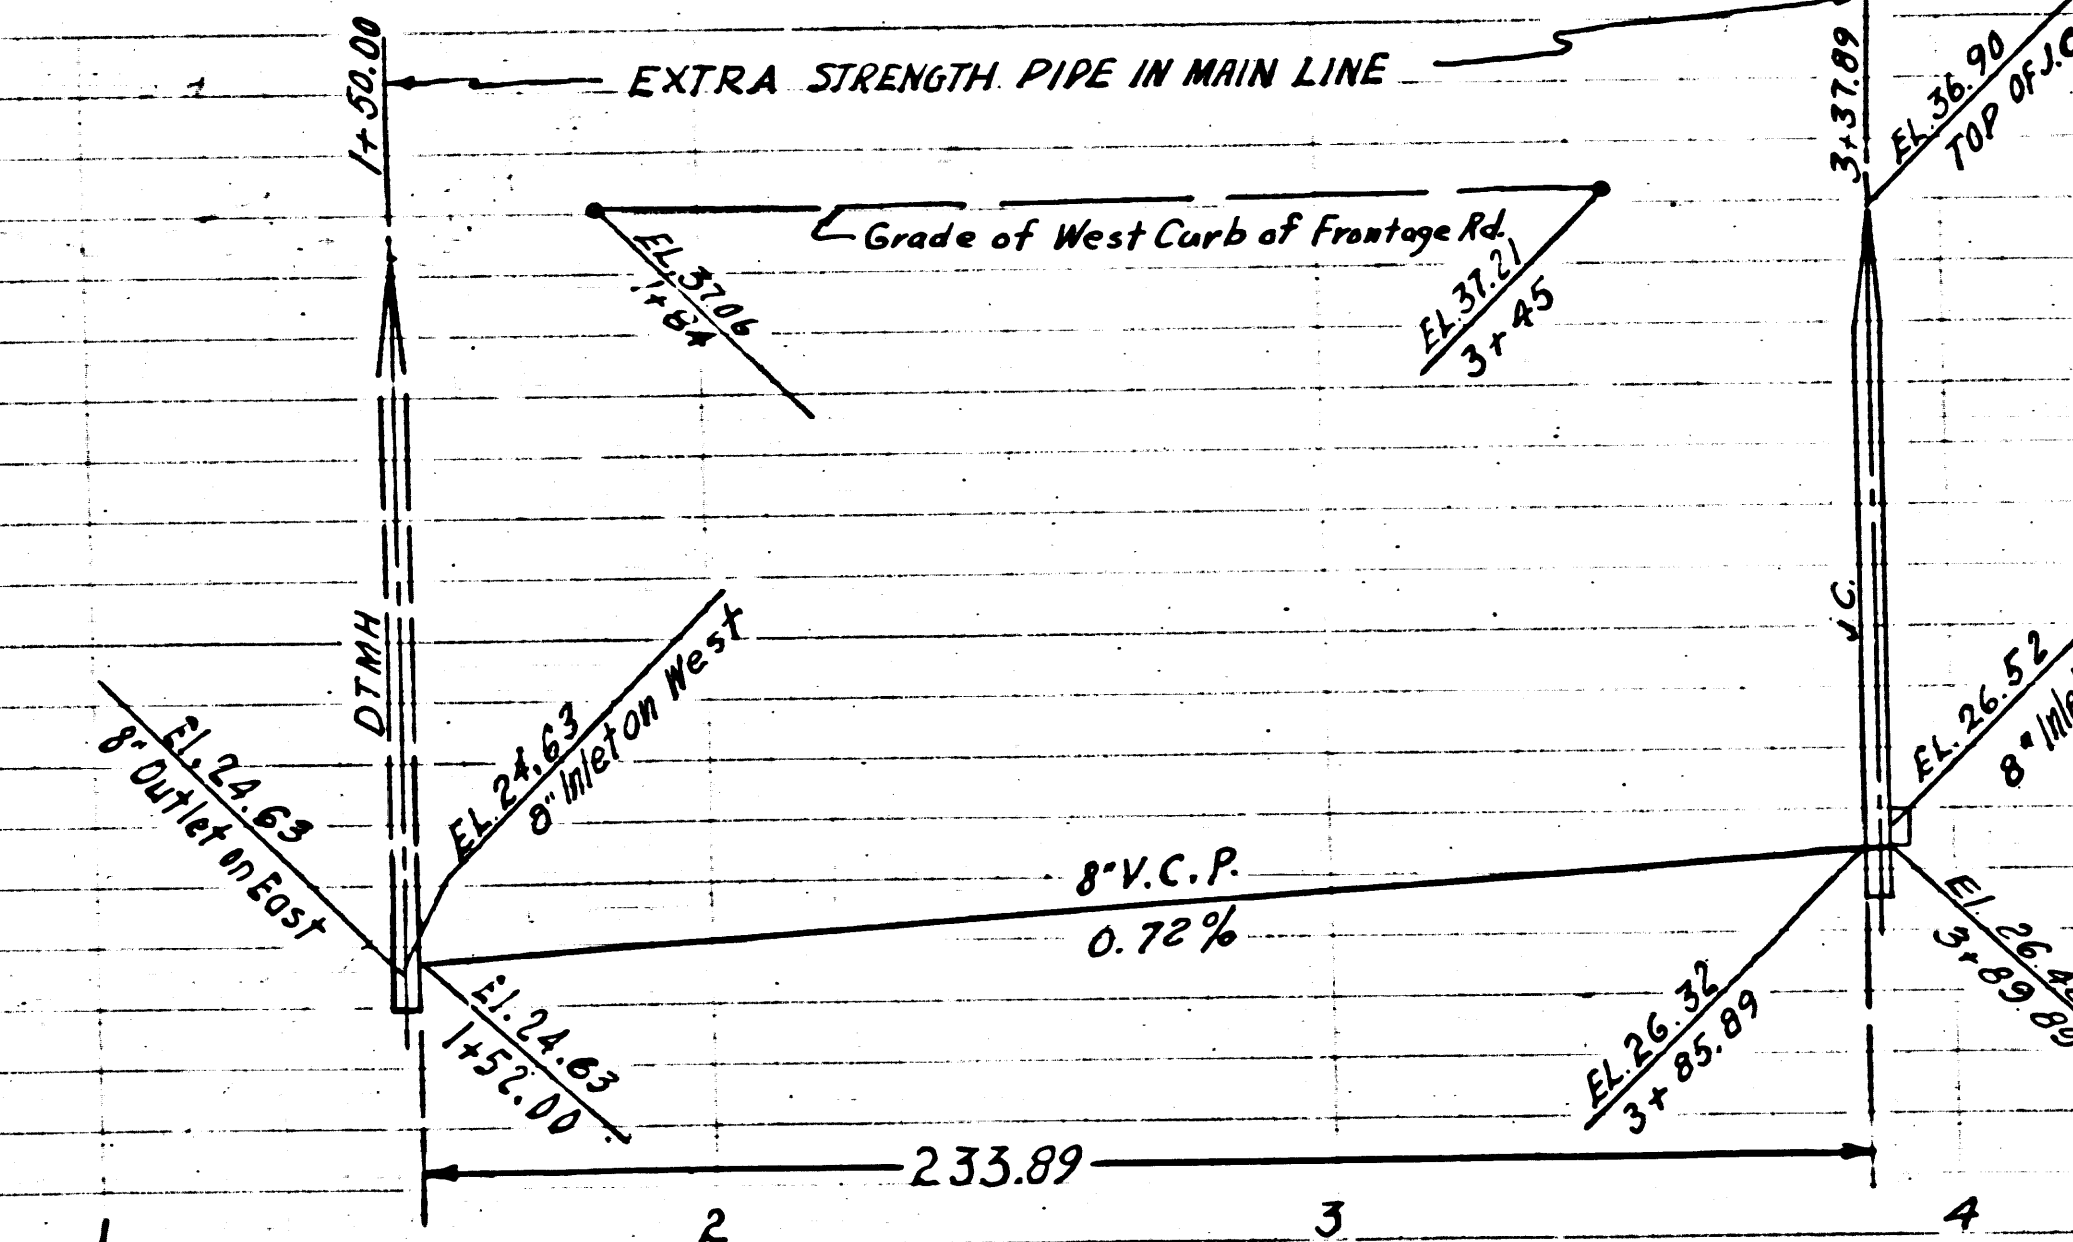 1+50.00
EXTRA STRENGTH PIPE IN MAIN LINE
3+37.89
EL. 36.90
TOP OF J.C
Grade of West Curb of Frontage Rd.
EL. 37.06
1+84
EL. 37.21
3+45
DTMH
J.C.
El. 24.63
8" Outlet on East
EL. 24.63
8" Inlet on West
EL. 26.52
8" Inle
8" V.C.P.
0.72%
El. 24.63
1+52.00
EL. 26.32
3+85.89
El. 26.4
3+89.89
233.89
1 2 3 4